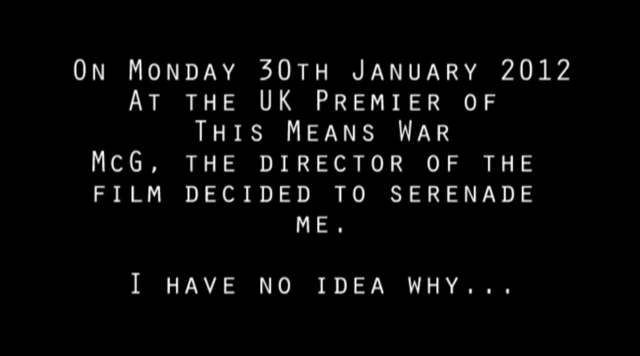 On Monday 30th January 2012
At the UK Premier of
This Means War
McG, the director of the
film decided to serenade
me.
I have no idea why...